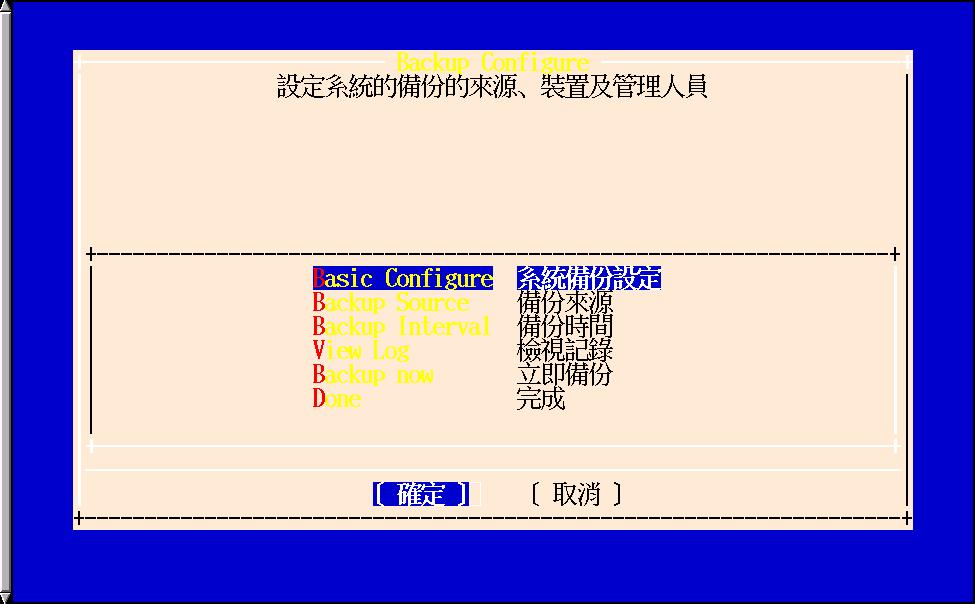 Backup Configure
設定系統的備份的來源、裝置及管理人員
Basic Configure 系統備份設定
Backup Source 備份來源
Backup Interval 備份時間
View Log 檢視記錄
Backup now 立即備份
Done 完成
[ 確定 ] [ 取消 ]